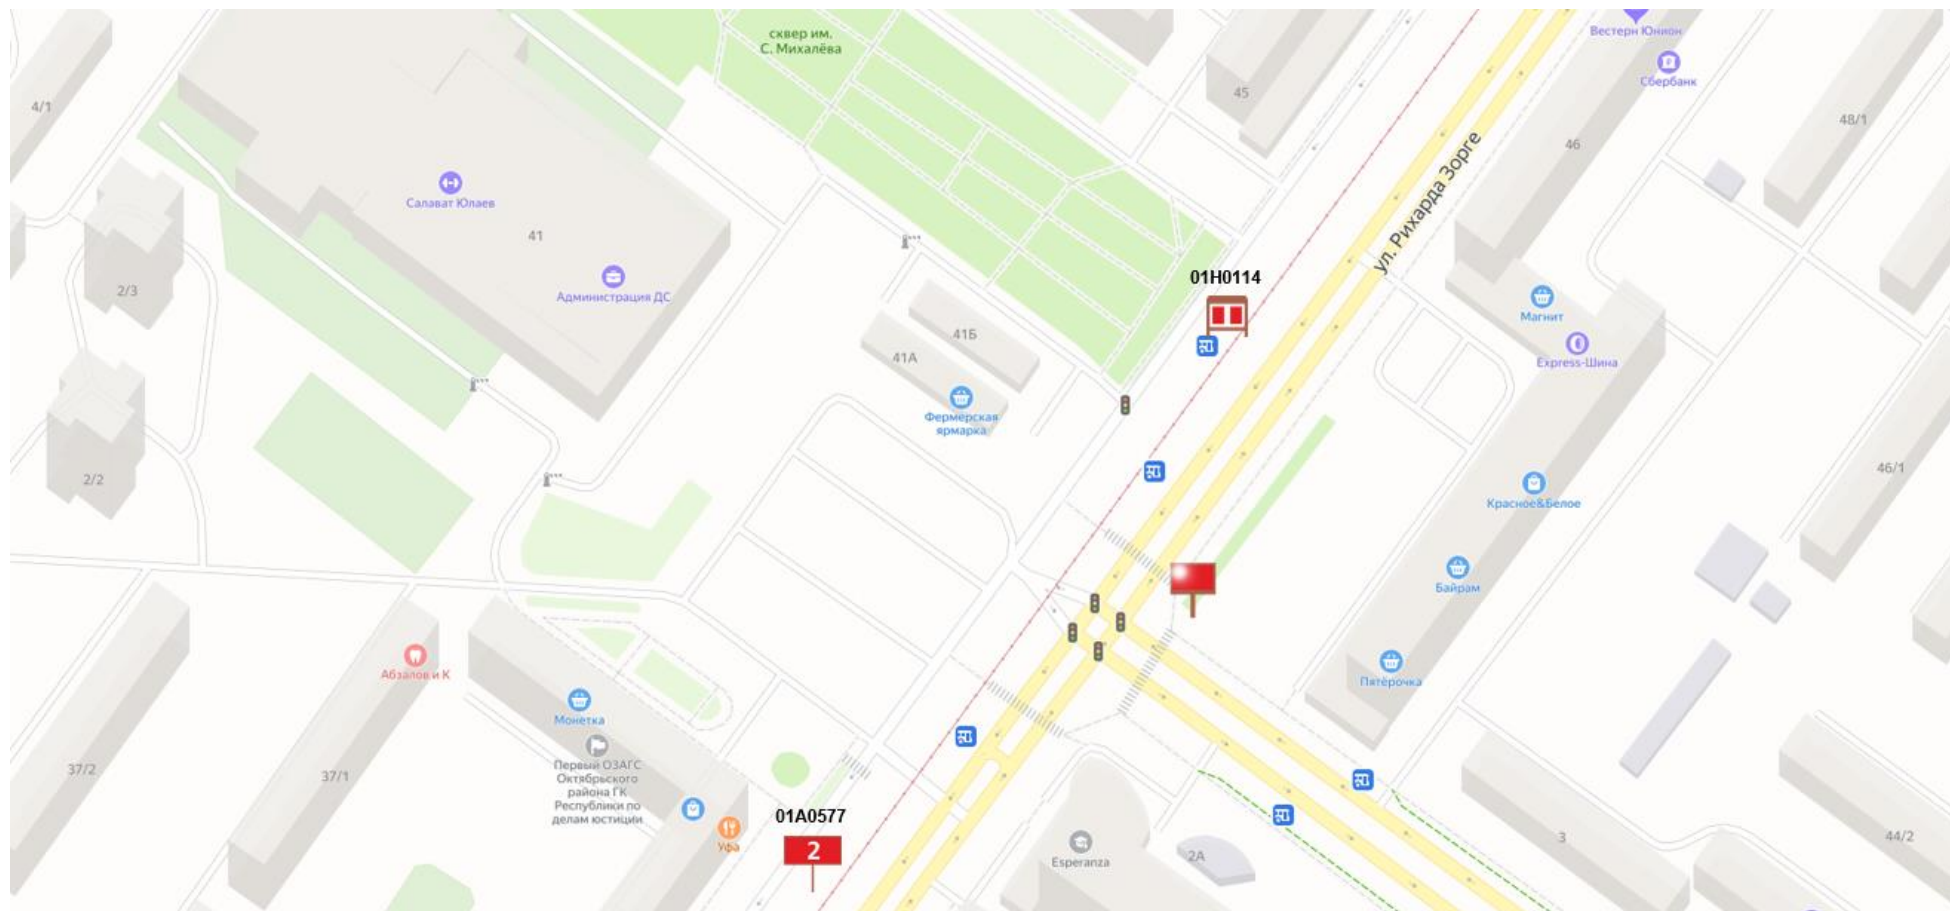 сквер им.
С. Михалёва
Вестерн Юнион
Сбербанк
45
4/1
48/1
46
ул. Рихарда Зорге
Салават Юлаев
41
Администрация ДС
2/3
01H0114
Магнит
41Б
41А
Express-Шина
Фермерская
ярмарка
2/2
46/1
Красное&Белое
Байрам
Абзалов и К
Пятёрочка
Монетка
Первый ОЗАГС
Октябрьского
района ГК
Республики по
делам юстиции
37/2
37/1
01A0577
2
Уфа
Esperanza
2А
3
44/2